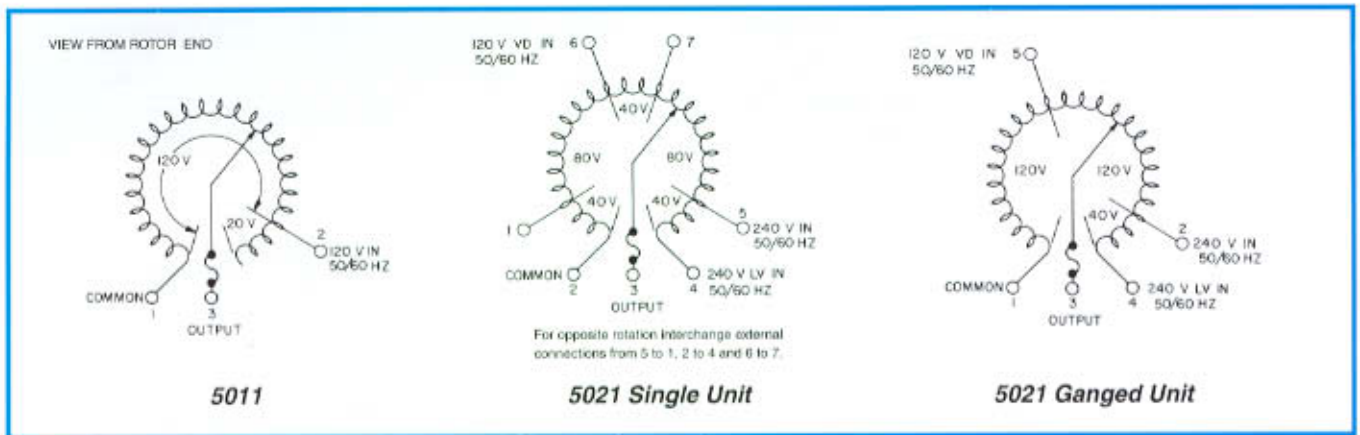 VIEW FROM ROTOR END
120 V
20 V
2
120 V IN
50/60 HZ
COMMON
1
3
OUTPUT
5011
120 V VD IN
50/60 HZ
6
7
40V
80V
80V
40V
40V
1
5
240 V IN
50/60 HZ
COMMON
2
3
4
240 V LV IN
50/60 HZ
OUTPUT
For opposite rotation interchange external
connections from 5 to 1, 2 to 4 and 6 to 7.
5021 Single Unit
120 V VD IN
50/60 HZ
5
120V
120V
40V
2
240 V IN
50/60 HZ
COMMON
1
3
4
240 V LV IN
50/60 HZ
OUTPUT
5021 Ganged Unit